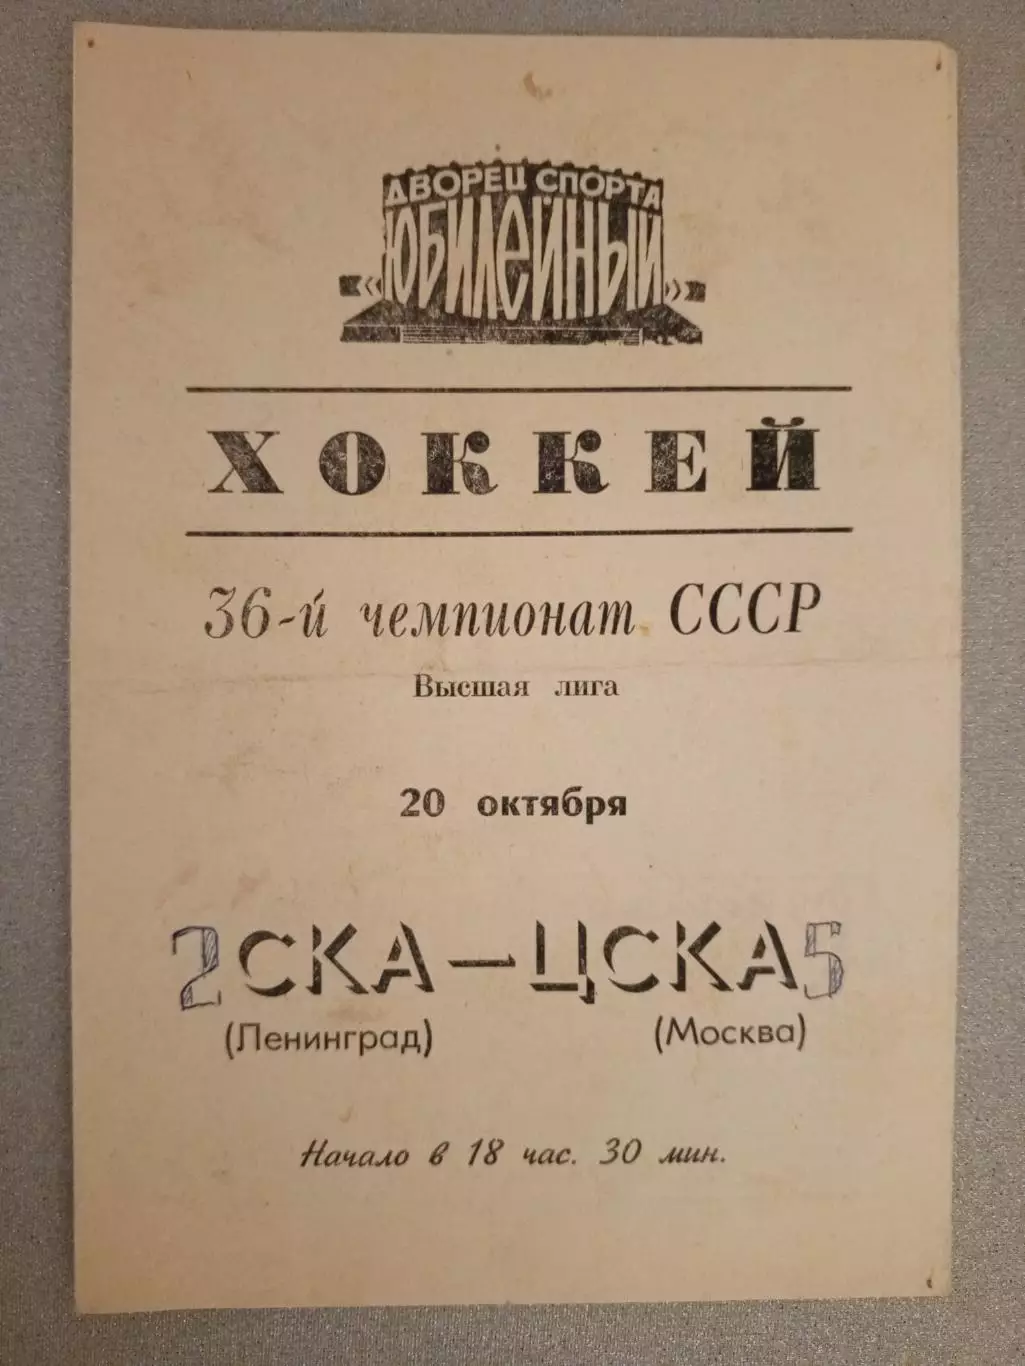 ДВОРЕЦ СПОРТА
«ЮБИЛЕЙНЫЙ»
ХОККЕЙ
36-й чемпионат СССР
Высшая лига
20 октября
2 СКА — ЦСКА 5
(Ленинград) (Москва)
Начало в 18 час. 30 мин.